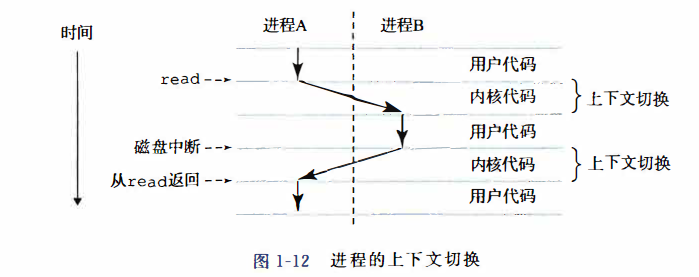 时间
进程A
进程B
用户代码
read
内核代码
上下文切换
用户代码
磁盘中断
内核代码
上下文切换
从read返回
用户代码
图 1-12 进程的上下文切换